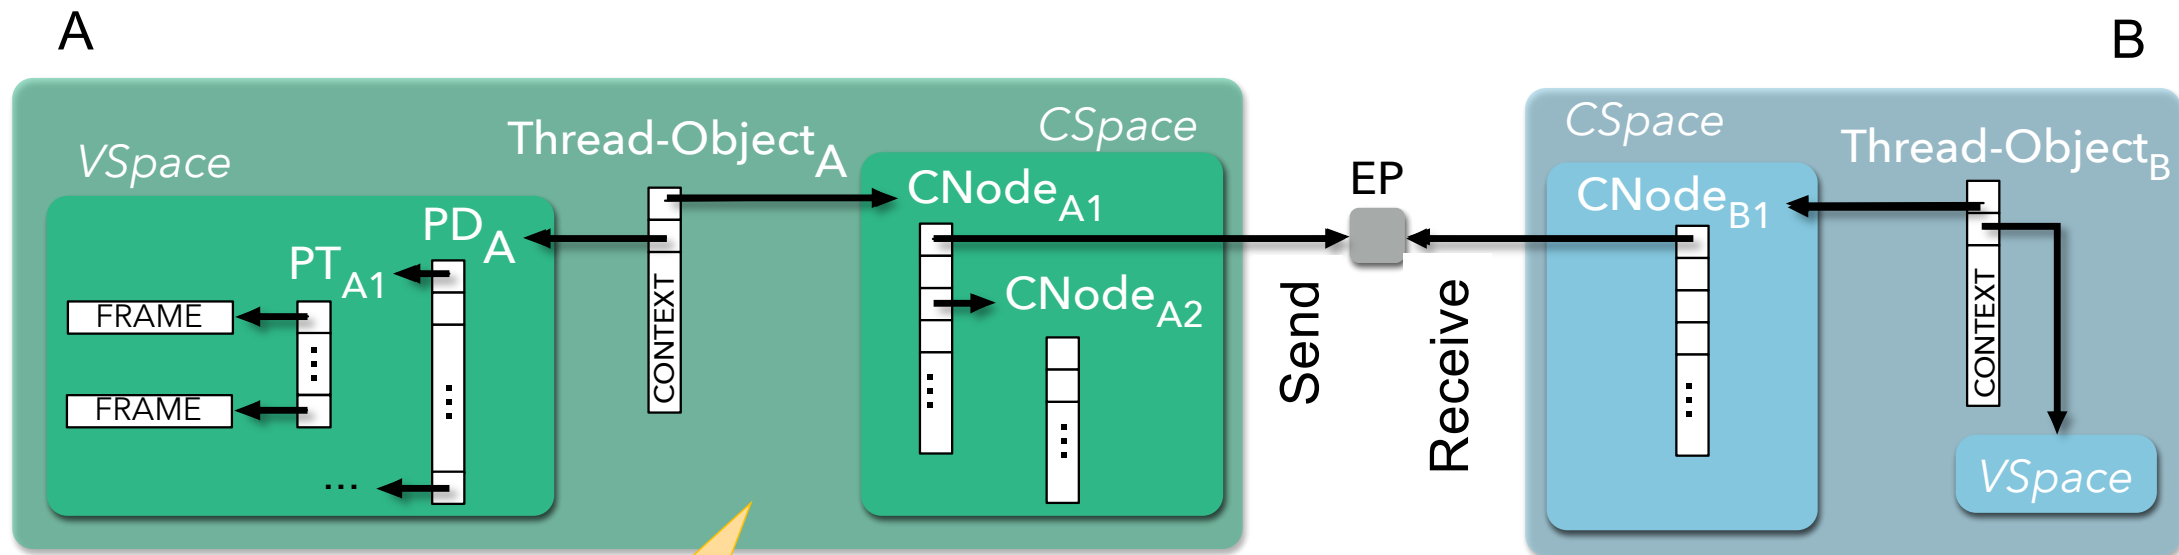 A
VSpace
Thread-ObjectA
CSpace
PDA
PTA1
FRAME
FRAME
...
CONTEXT
CNodeA1
CNodeA2
EP
Send
Receive
B
CSpace
CNodeB1
Thread-ObjectB
CONTEXT
VSpace